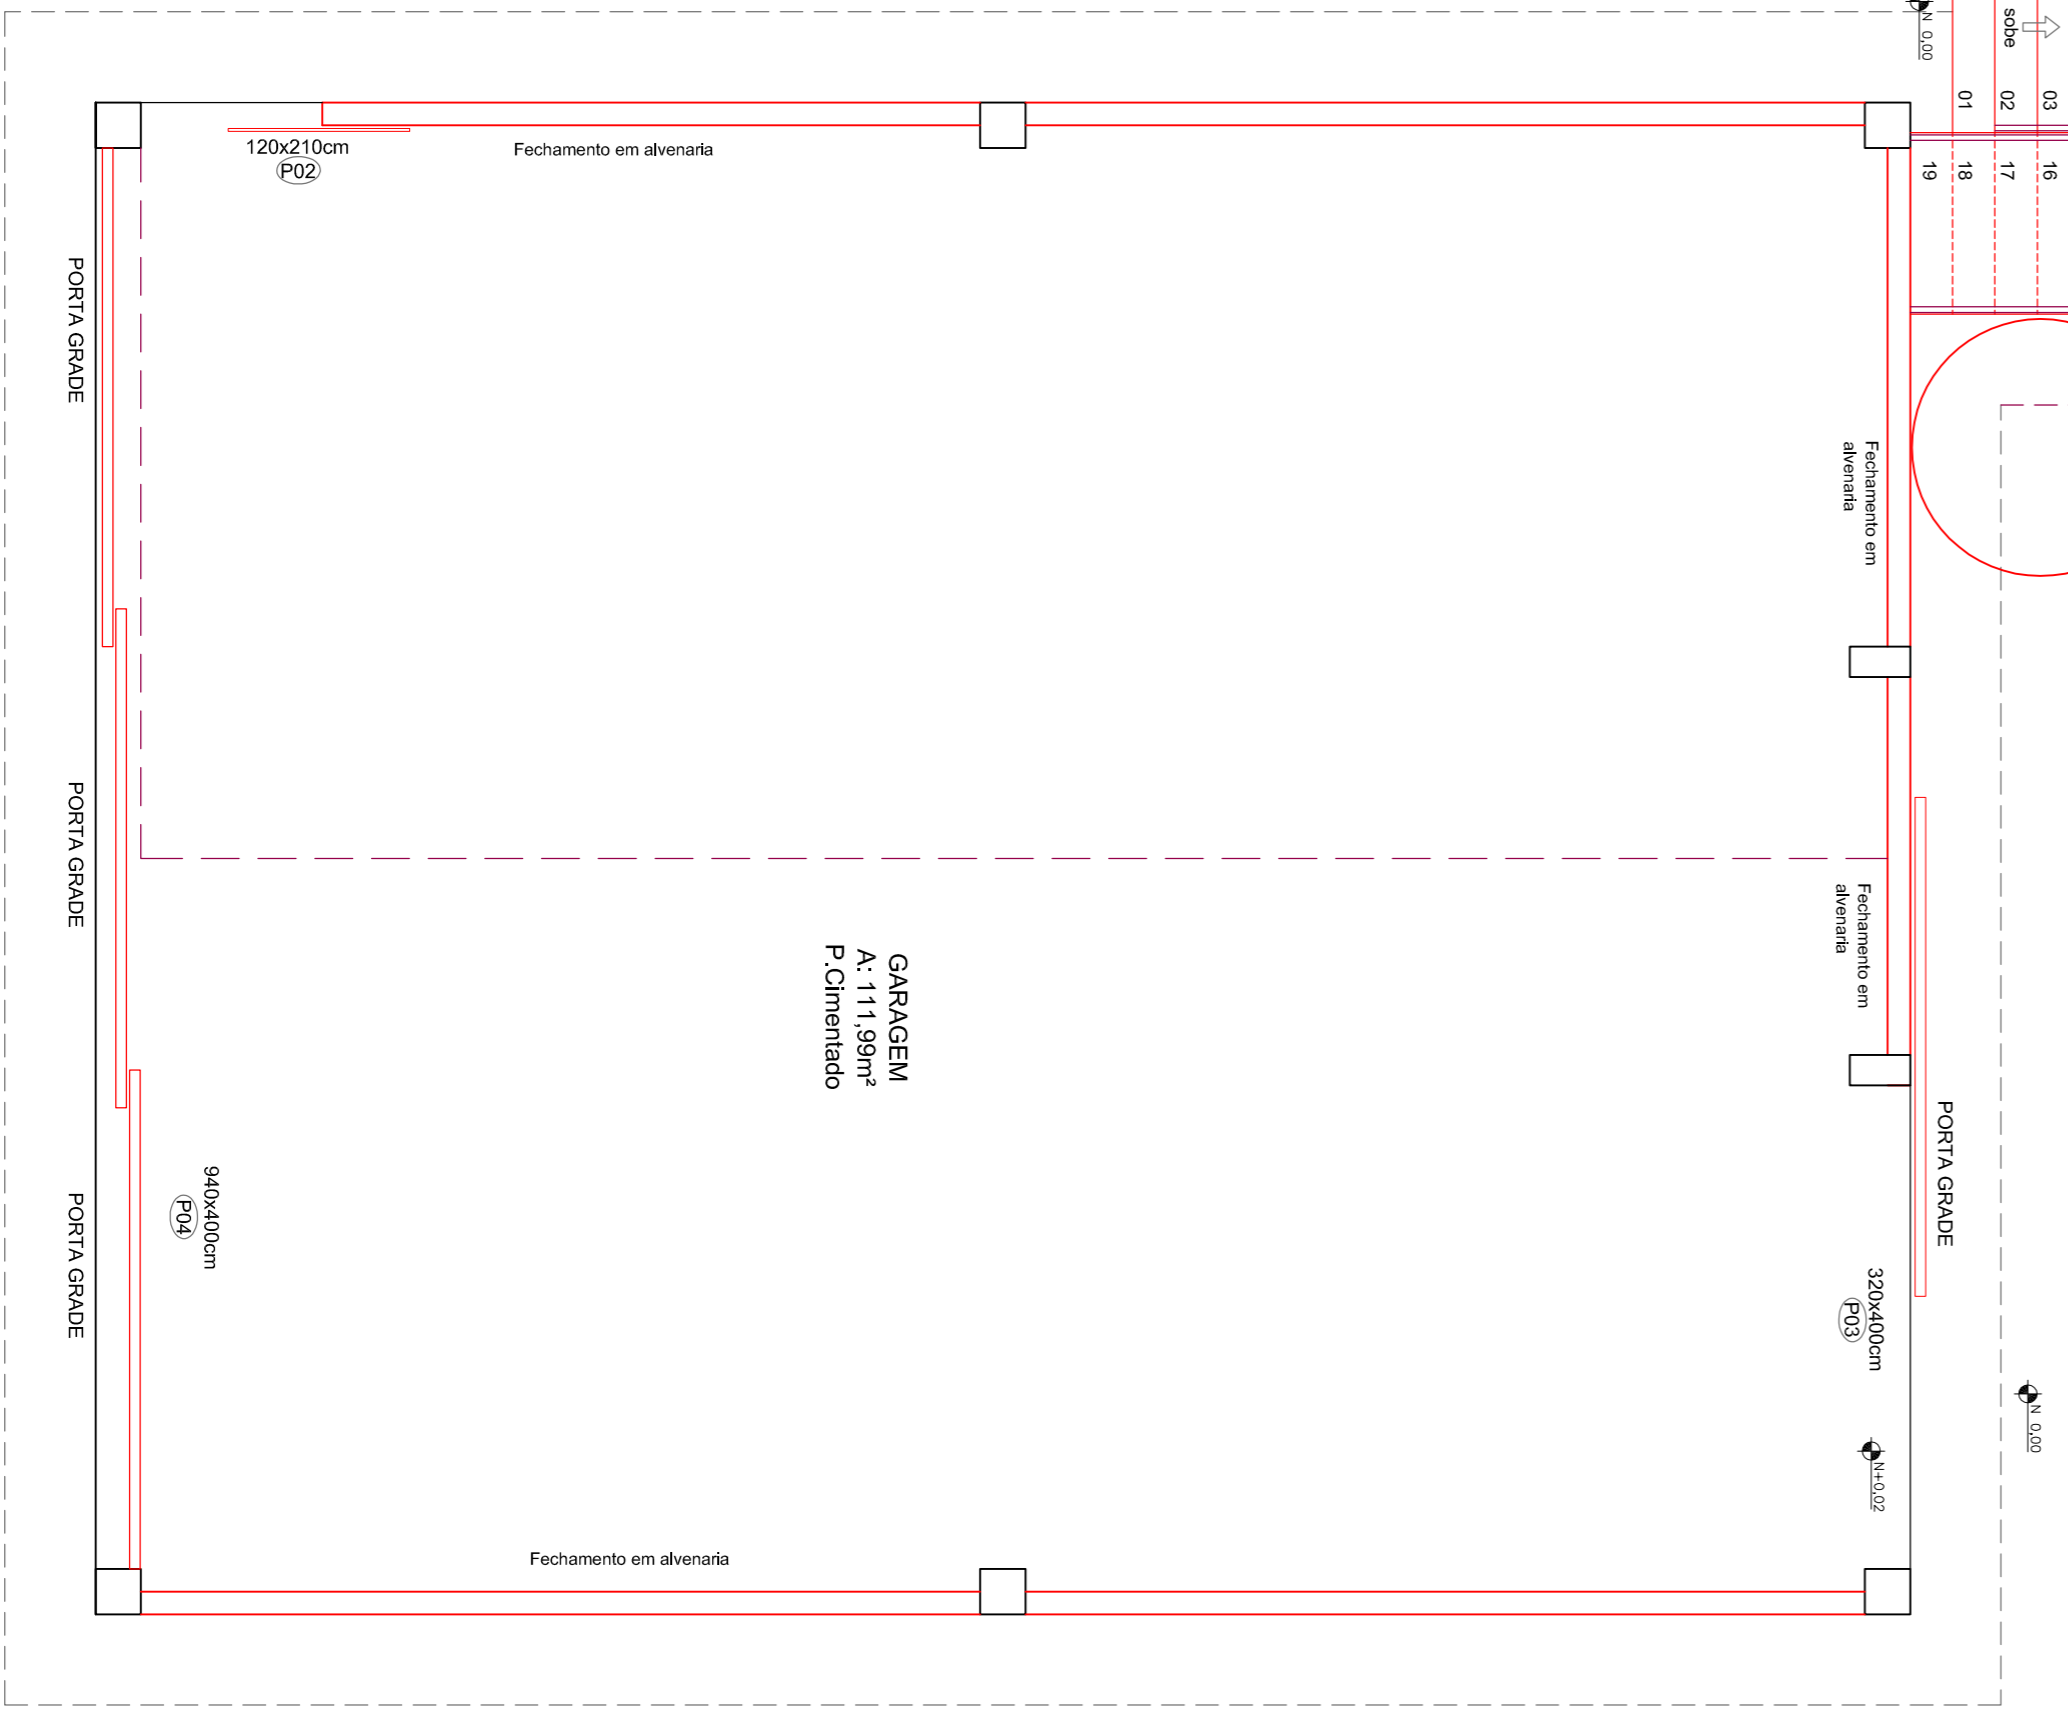 sobe
N 0,00
03
02
01
16
17
18
19
120x210cm
P02
Fechamento em alvenaria
PORTA GRADE
PORTA GRADE
PORTA GRADE
Fechamento em
alvenaria
Fechamento em
alvenaria
GARAGEM
A: 111,99m²
P.Cimentado
PORTA GRADE
940x400cm
P04
320x400cm
P03
N 0,00
N+0,02
Fechamento em alvenaria